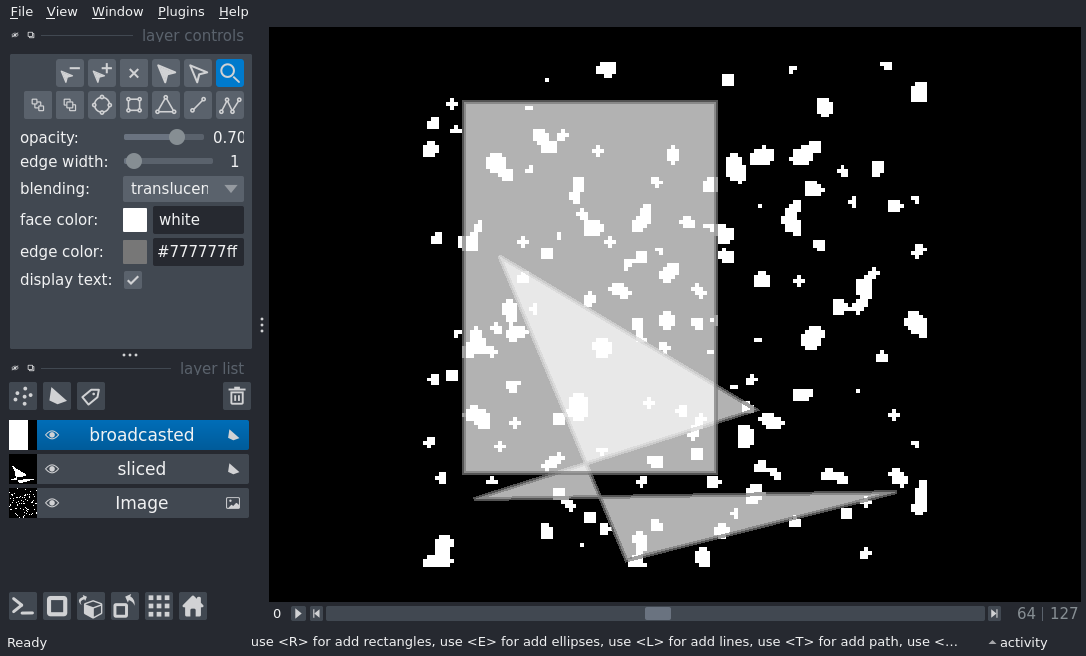 File View Window Plugins Help
layer controls
opacity: 0.70
edge width: 1
blending: translucen
face color: white
edge color: #777777ff
display text:
layer list
broadcasted
sliced
Image
0 64 | 127
Ready use <R> for add rectangles, use <E> for add ellipses, use <L> for add lines, use <T> for add path, use <... activity